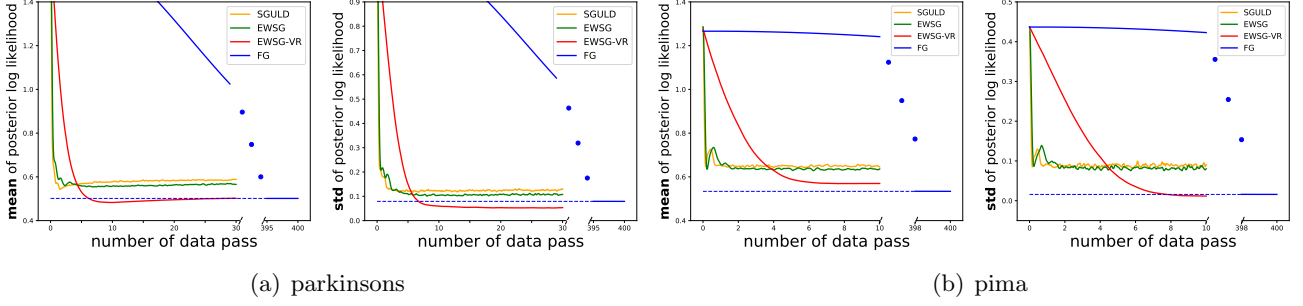 mean of posterior log likelihood
1.4
1.2
1.0
0.8
0.6
0.4
0
10
20
30
395
400
number of data pass
SGULD
EWSG
EWSG-VR
FG
std of posterior log likelihood
0.9
0.8
0.7
0.6
0.5
0.4
0.3
0.2
0.1
0.0
0
10
20
30
395
400
number of data pass
SGULD
EWSG
EWSG-VR
FG
mean of posterior log likelihood
1.4
1.2
1.0
0.8
0.6
0.4
0
2
4
6
8
10
398
400
number of data pass
SGULD
EWSG
EWSG-VR
FG
std of posterior log likelihood
0.5
0.4
0.3
0.2
0.1
0.0
0
2
4
6
8
10
398
400
number of data pass
SGULD
EWSG
EWSG-VR
FG
(a) parkinsons
(b) pima